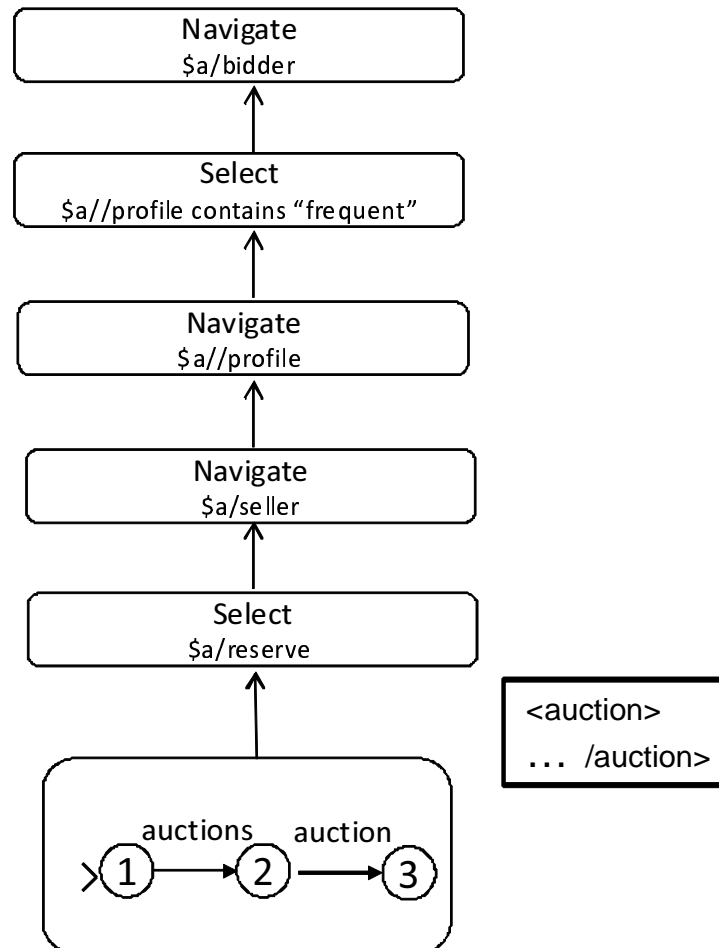 Navigate
$a/bidder
Select
$a//profile contains “frequent”
Navigate
$a//profile
Navigate
$a/seller
Select
$a/reserve
<auction>
... /auction>
auctions
auction
1
2
3